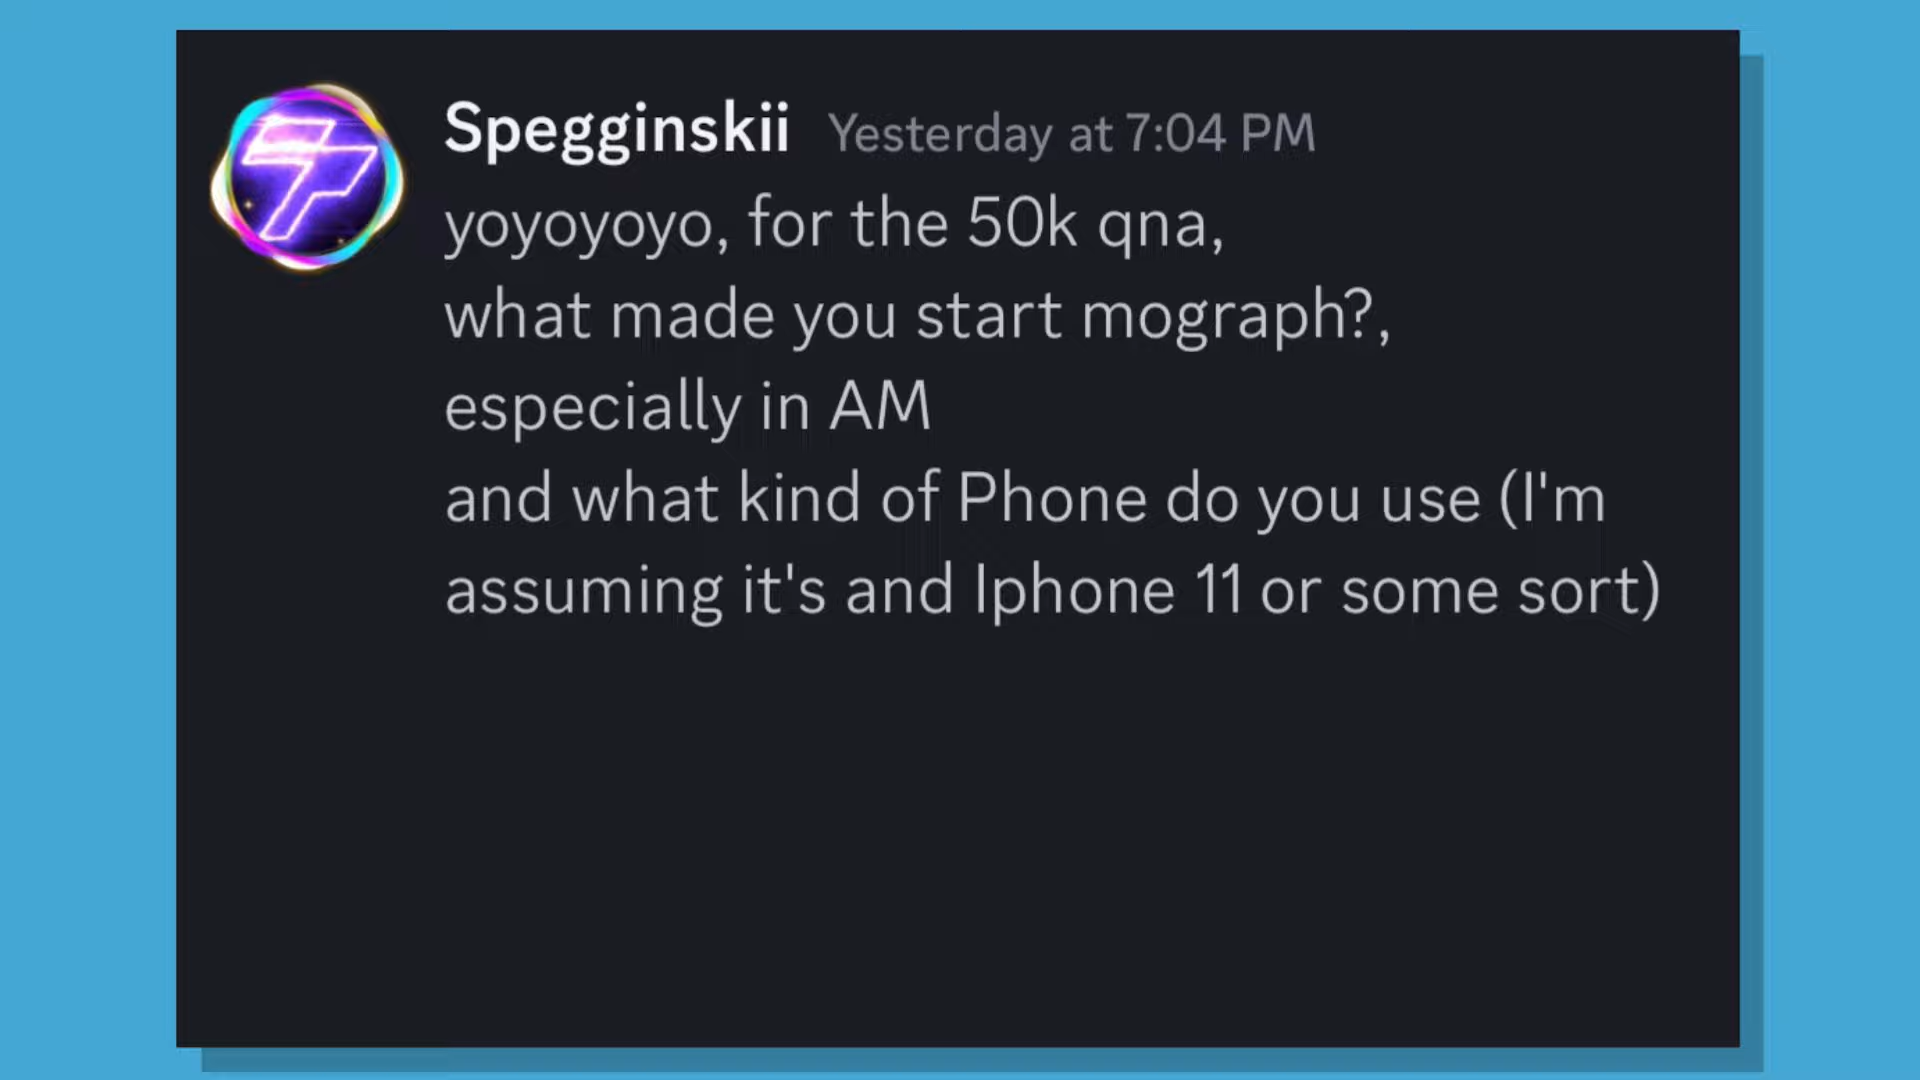 Spegginskii Yesterday at 7:04 PM
yoyoyoyo, for the 50k qna,
what made you start mograph?,
especially in AM
and what kind of Phone do you use (I'm
assuming it's and Iphone 11 or some sort)